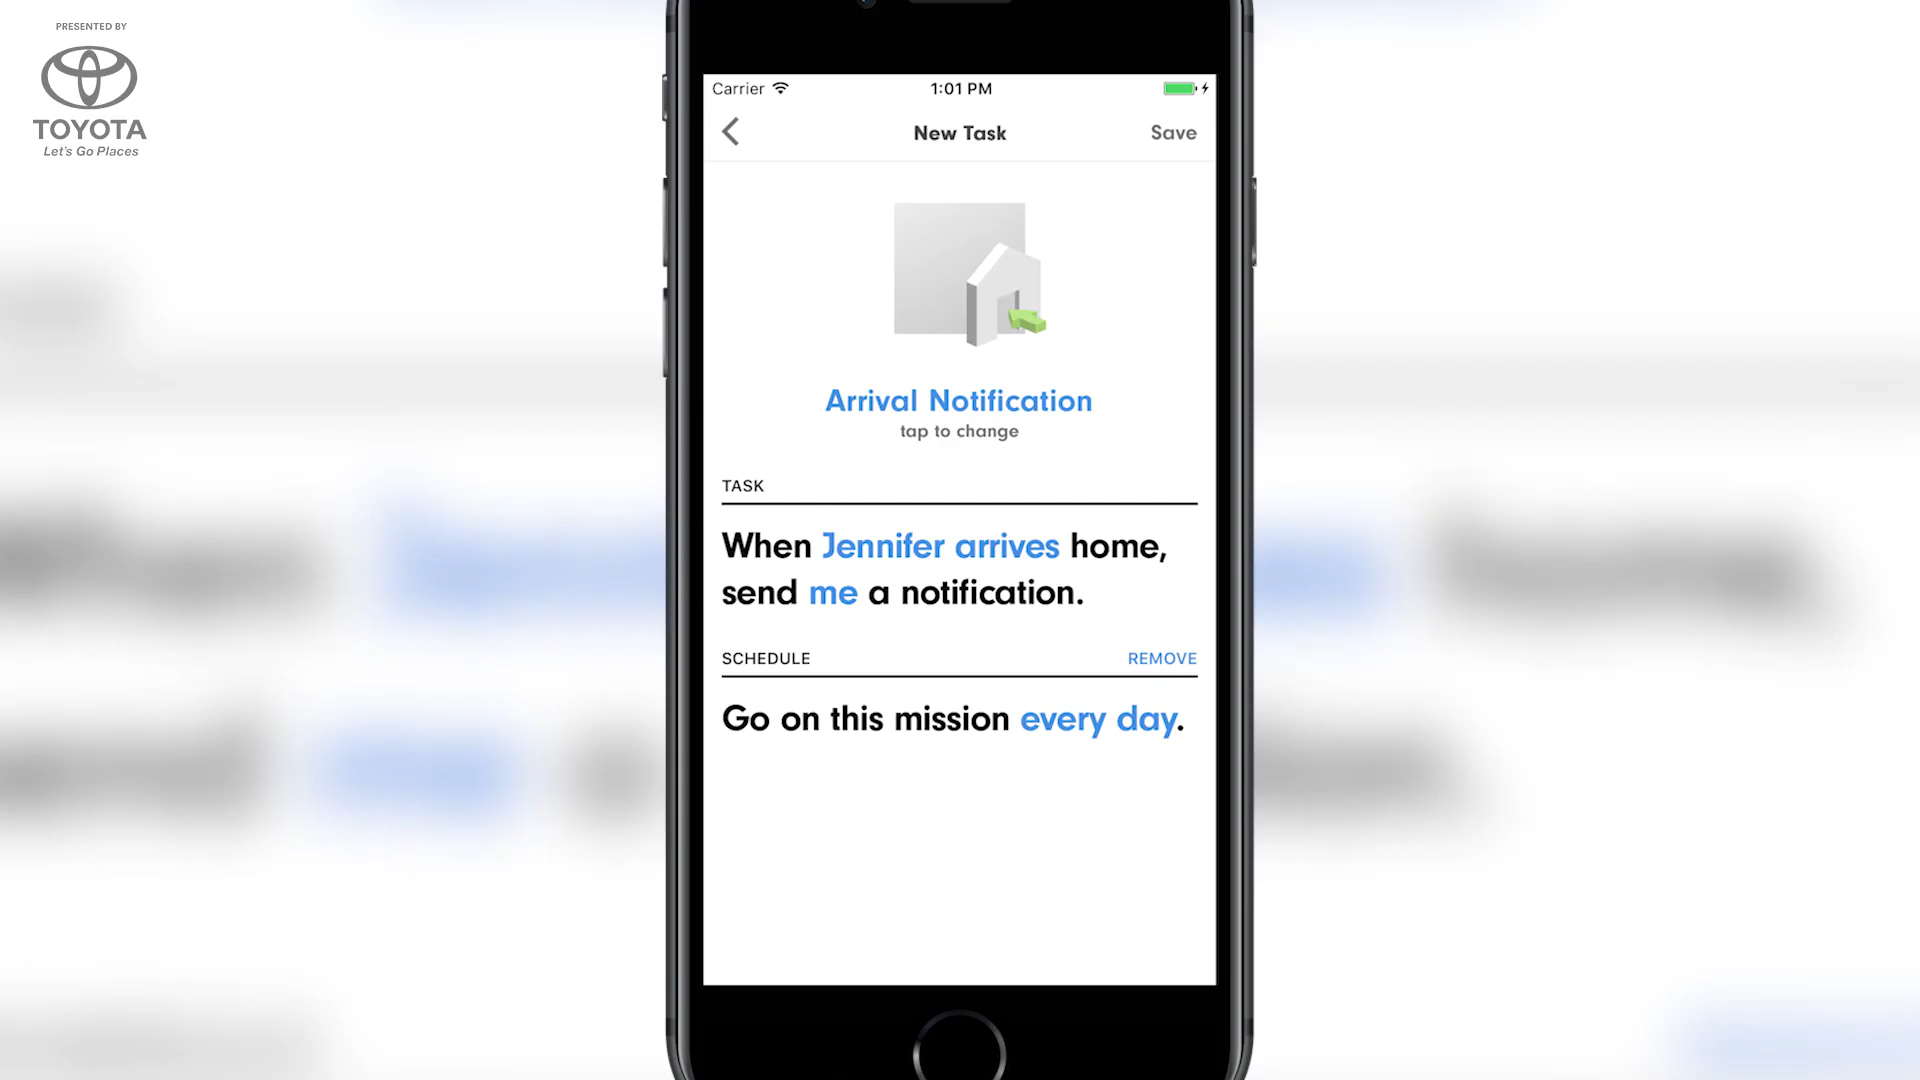 PRESENTED BY
TOYOTA
Let's Go Places
Carrier 1:01 PM
New Task Save
Arrival Notification
tap to change
TASK
When Jennifer arrives home,
send me a notification.
SCHEDULE REMOVE
Go on this mission every day.